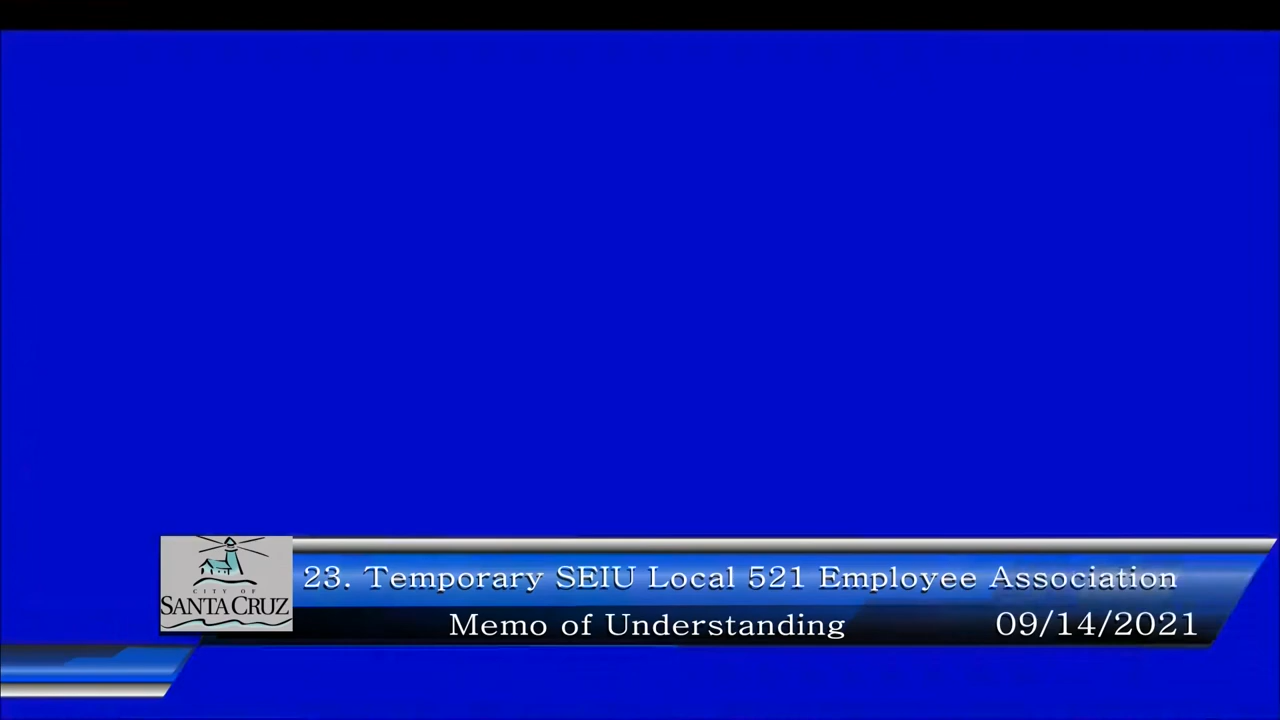 CITY OF
SANTA CRUZ
23. Temporary SEIU Local 521 Employee Association
Memo of Understanding
09/14/2021